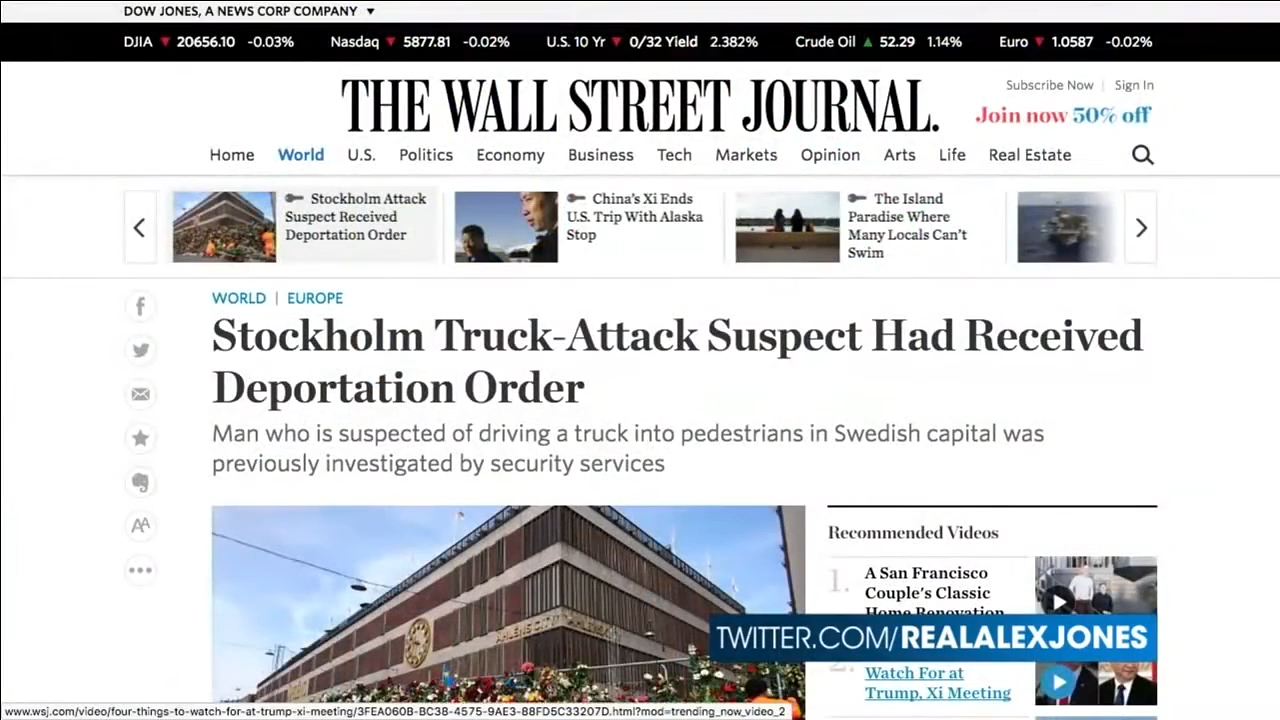 DOW JONES, A NEWS CORP COMPANY
DJIA 20656.10 -0.03% Nasdaq 5877.81 -0.02% U.S. 10 Yr 0/32 Yield 2.382% Crude Oil 52.29 1.14% Euro 1.0587 -0.02%
Subscribe Now | Sign In
THE WALL STREET JOURNAL.
Join now 50% off
Home World U.S. Politics Economy Business Tech Markets Opinion Arts Life Real Estate
Stockholm Attack
Suspect Received
Deportation Order
China's Xi Ends
U.S. Trip With Alaska
Stop
The Island
Paradise Where
Many Locals Can't
Swim
WORLD | EUROPE
Stockholm Truck-Attack Suspect Had Received
Deportation Order
Man who is suspected of driving a truck into pedestrians in Swedish capital was
previously investigated by security services
AA
Recommended Videos
1. A San Francisco
Couple's Classic
Home Renovation
TWITTER.COM/REALALEXJONES
2.
Watch For at
Trump, Xi Meeting
ÅHLENS CITY
www.wsj.com/video/four-things-to-watch-for-at-trump-xi-meeting/3FEA060B-BC3B-4575-9AE3-88FD5C33207D.html?mod=trending_now_video_2